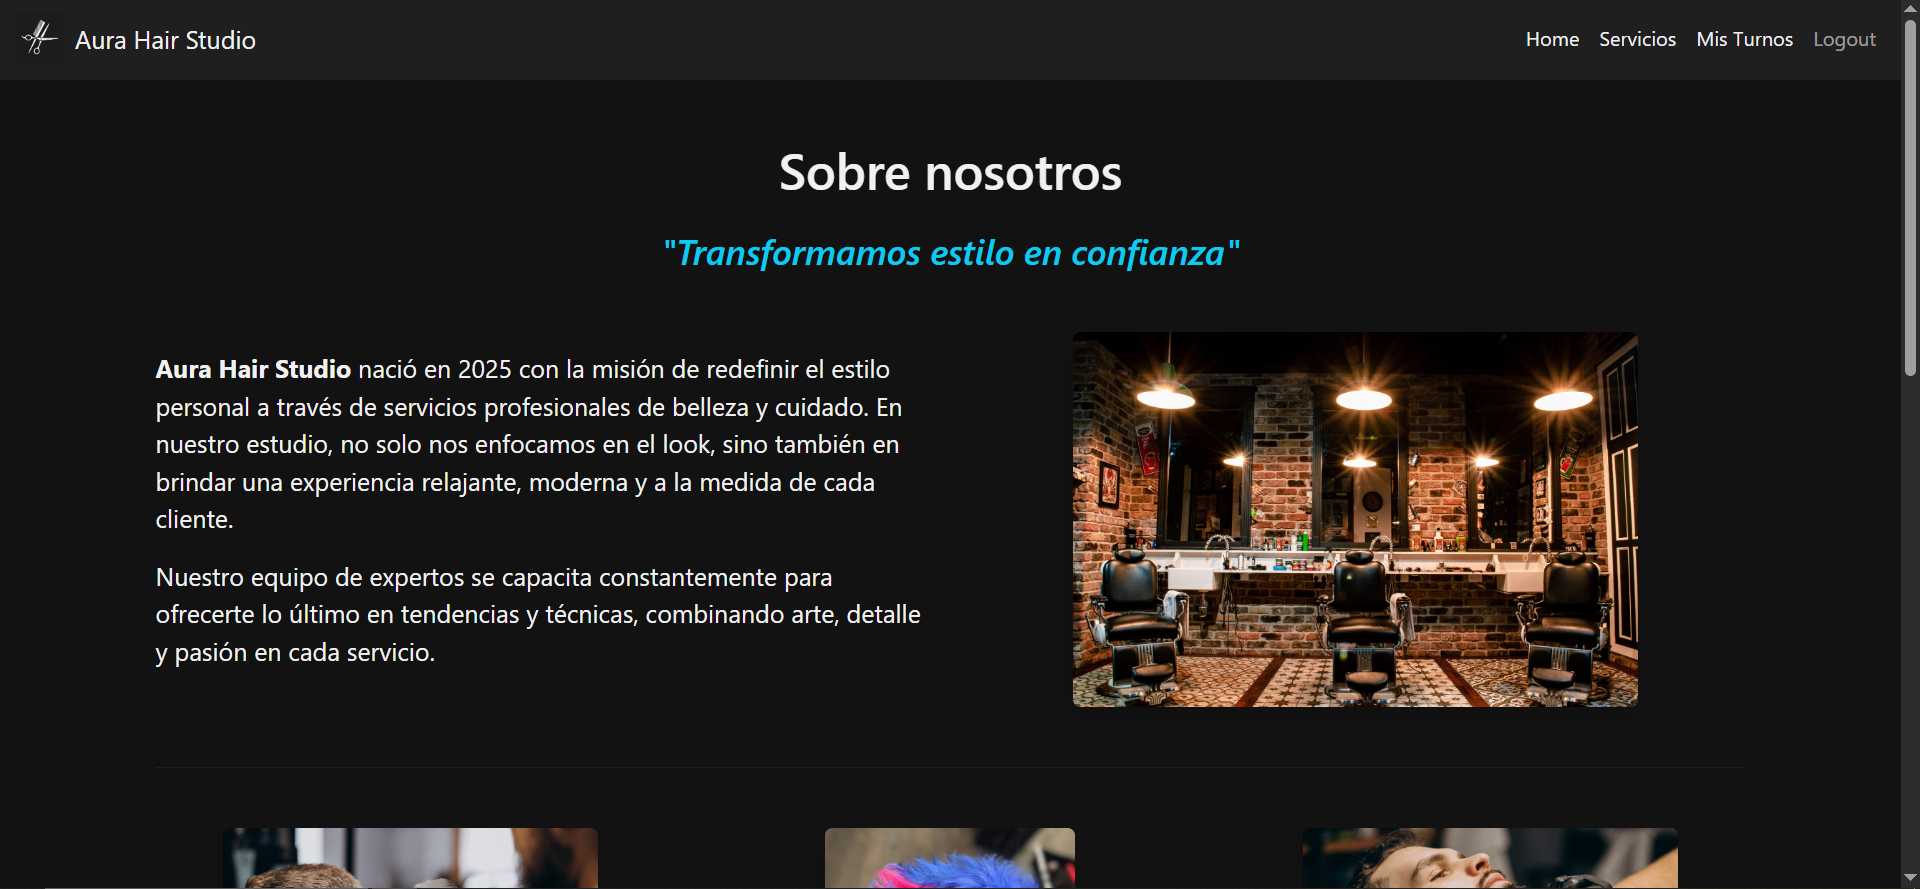 Aura Hair Studio
Home Servicios Mis Turnos Logout
Sobre nosotros
"Transformamos estilo en confianza"
Aura Hair Studio nació en 2025 con la misión de redefinir el estilo
personal a través de servicios profesionales de belleza y cuidado. En
nuestro estudio, no solo nos enfocamos en el look, sino también en
brindar una experiencia relajante, moderna y a la medida de cada
cliente.
Nuestro equipo de expertos se capacita constantemente para
ofrecerte lo último en tendencias y técnicas, combinando arte, detalle
y pasión en cada servicio.